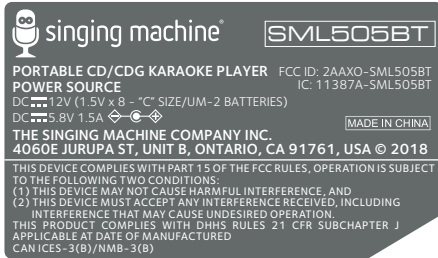 singing machine®
SML505BT
PORTABLE CD/CDG KARAOKE PLAYER FCC ID: 2AAXO-SML505BT
POWER SOURCE IC: 11387A-SML505BT
DC 12V (1.5V x 8 - “C” SIZE/UM-2 BATTERIES)
DC 5.8V 1.5A
MADE IN CHINA
THE SINGING MACHINE COMPANY INC.
4060E JURUPA ST, UNIT B, ONTARIO, CA 91761, USA © 2018
THIS DEVICE COMPLIES WITH PART 15 OF THE FCC RULES, OPERATION IS SUBJECT
TO THE FOLLOWING TWO CONDITIONS:
(1) THIS DEVICE MAY NOT CAUSE HARMFUL INTERFERENCE, AND
(2) THIS DEVICE MUST ACCEPT ANY INTERFERENCE RECEIVED, INCLUDING
INTERFERENCE THAT MAY CAUSE UNDESIRED OPERATION.
THIS PRODUCT COMPLIES WITH DHHS RULES 21 CFR SUBCHAPTER J
APPLICABLE AT DATE OF MANUFACTURED
CAN ICES-3(B)/NMB-3(B)